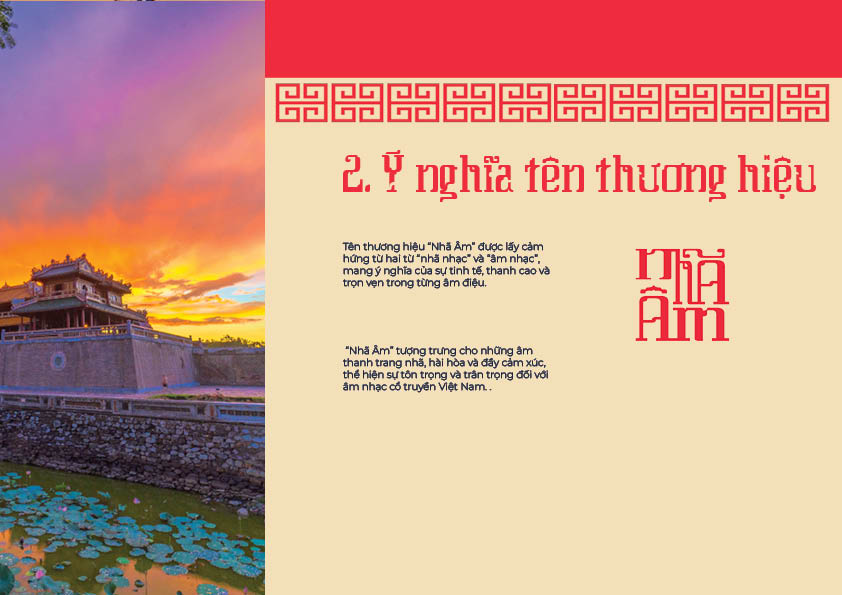 2. Ý nghĩa tên thương hiệu
Tên thương hiệu “Nhã Âm” được lấy cảm
hứng từ hai từ “nhã nhạc” và “âm nhạc”,
mang ý nghĩa của sự tinh tế, thanh cao và
trọn vẹn trong từng âm điệu.
nhã
Âm
“Nhã Âm” tượng trưng cho những âm
thanh trang nhã, hài hòa và đầy cảm xúc,
thể hiện sự tôn trọng và trân trọng đối với
âm nhạc cổ truyền Việt Nam. .